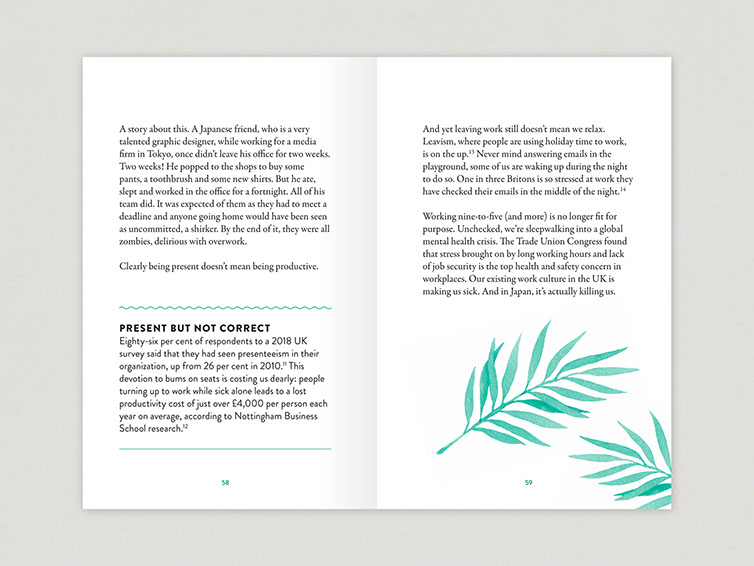 A story about this. A Japanese friend, who is a very
talented graphic designer, while working for a media
firm in Tokyo, once didn't leave his office for two weeks.
Two weeks! He popped to the shops to buy some
pants, a toothbrush and some new shirts. But he ate,
slept and worked in the office for a fortnight. All of his
team did. It was expected of them as they had to meet a
deadline and anyone going home would have been seen
as uncommitted, a shirker. By the end of it, they were all
zombies, delirious with overwork.
Clearly being present doesn't mean being productive.
PRESENT BUT NOT CORRECT
Eighty-six per cent of respondents to a 2018 UK
survey said that they had seen presenteeism in their
organization, up from 26 per cent in 2010.¹¹ This
devotion to bums on seats is costing us dearly: people
turning up to work while sick alone leads to a lost
productivity cost of just over £4,000 per person each
year on average, according to Nottingham Business
School research.¹²
58
And yet leaving work still doesn't mean we relax.
Leavism, where people are using holiday time to work,
is on the up.¹³ Never mind answering emails in the
playground, some of us are waking up during the night
to do so. One in three Britons is so stressed at work they
have checked their emails in the middle of the night.¹⁴
Working nine-to-five (and more) is no longer fit for
purpose. Unchecked, we're sleepwalking into a global
mental health crisis. The Trade Union Congress found
that stress brought on by long working hours and lack
of job security is the top health and safety concern in
workplaces. Our existing work culture in the UK is
making us sick. And in Japan, it's actually killing us.
59